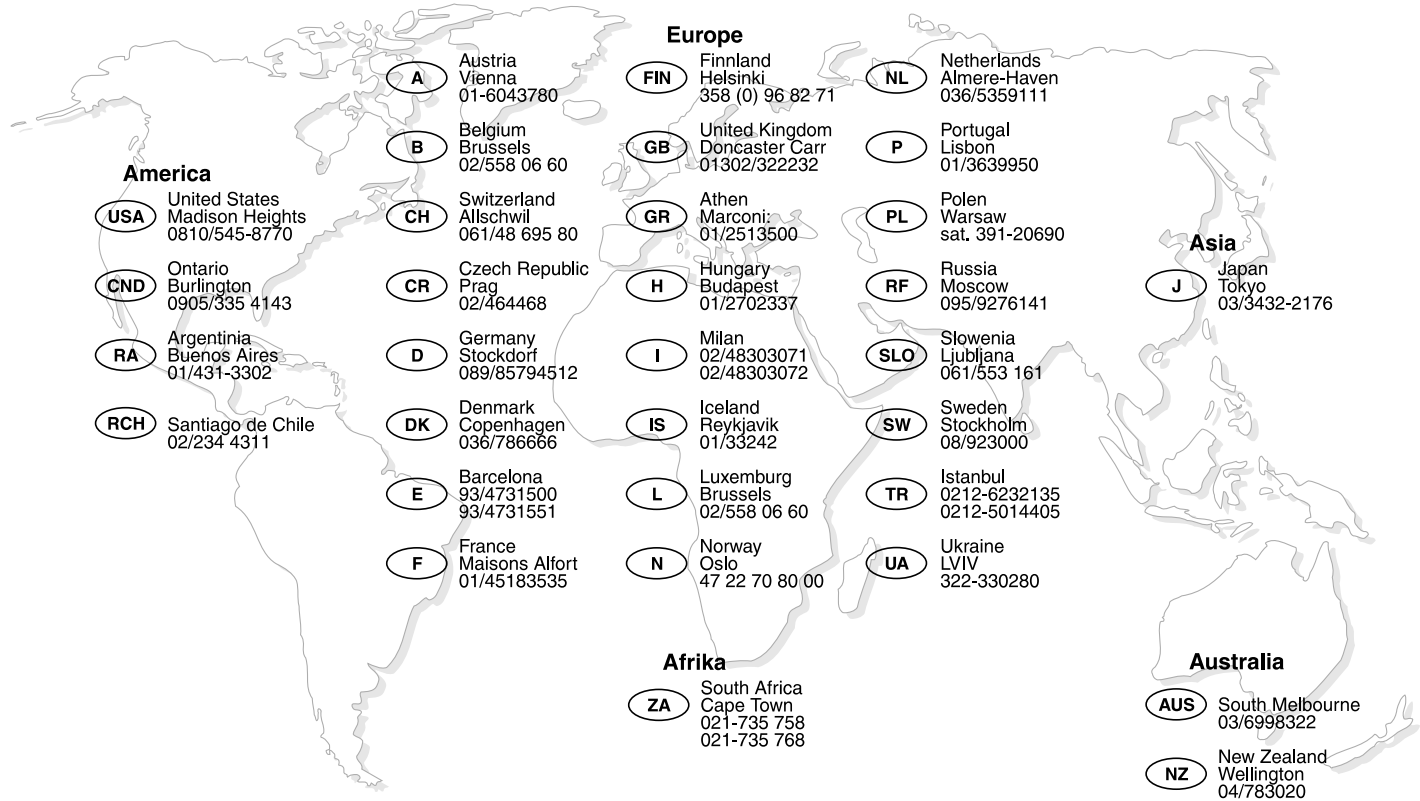 America
USA
United States
Madison Heights
0810/545-8770
CND
Ontario
Burlington
0905/335 4143
RA
Argentinia
Buenos Aires
01/431-3302
RCH
Santiago de Chile
02/234 4311
Europe
A
Austria
Vienna
01-6043780
B
Belgium
Brussels
02/558 06 60
CH
Switzerland
Allschwil
061/48 695 80
CR
Czech Republic
Prag
02/464468
D
Germany
Stockdorf
089/85794512
DK
Denmark
Copenhagen
036/786666
E
Barcelona
93/4731500
93/4731551
F
France
Maisons Alfort
01/45183535
FIN
Finnland
Helsinki
358 (0) 96 82 71
GB
United Kingdom
Doncaster Carr
01302/322232
GR
Athen
Marconi:
01/2513500
H
Hungary
Budapest
01/2702337
I
Milan
02/48303071
02/48303072
IS
Iceland
Reykjavik
01/33242
L
Luxemburg
Brussels
02/558 06 60
N
Norway
Oslo
47 22 70 80 00
NL
Netherlands
Almere-Haven
036/5359111
P
Portugal
Lisbon
01/3639950
PL
Polen
Warsaw
sat. 391-20690
RF
Russia
Moscow
095/9276141
SLO
Slowenia
Ljubljana
061/553 161
SW
Sweden
Stockholm
08/923000
TR
Istanbul
0212-6232135
0212-5014405
UA
Ukraine
LVIV
322-330280
Afrika
ZA
South Africa
Cape Town
021-735 758
021-735 768
Asia
J
Japan
Tokyo
03/3432-2176
Australia
AUS
South Melbourne
03/6998322
NZ
New Zealand
Wellington
04/783020